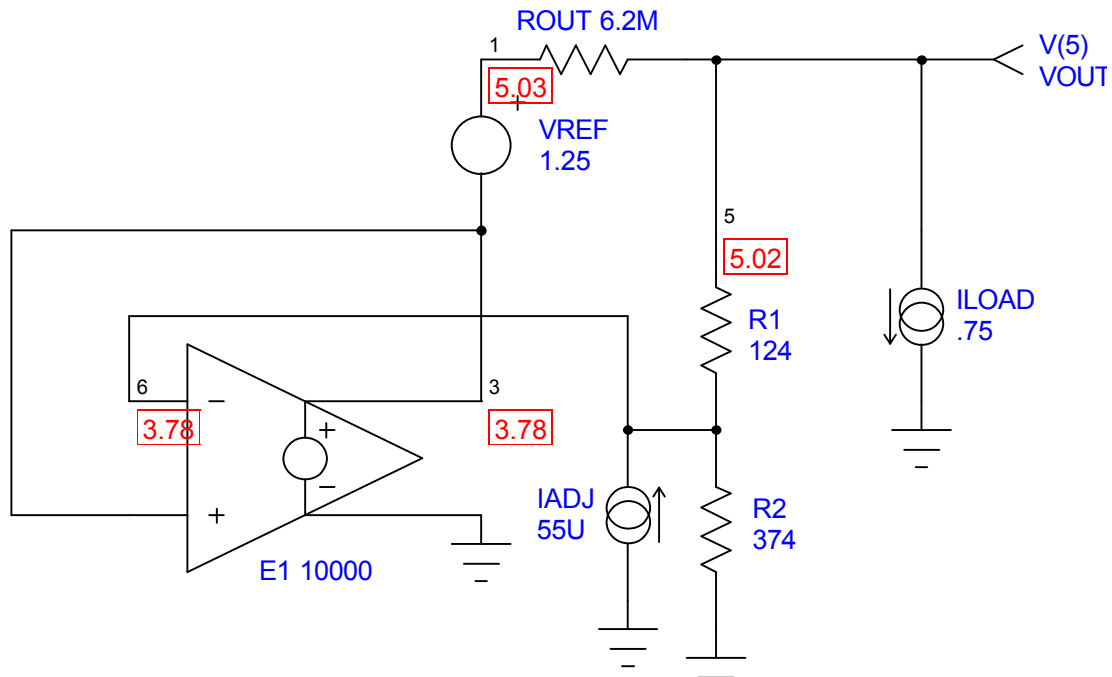 ROUT 6.2M
1
5.03
+
VREF
1.25
V(5)
VOUT
5
5.02
R1
124
ILOAD
.75
6
−
3.78
3
3.78
+
−
+
E1 10000
IADJ
55U
R2
374